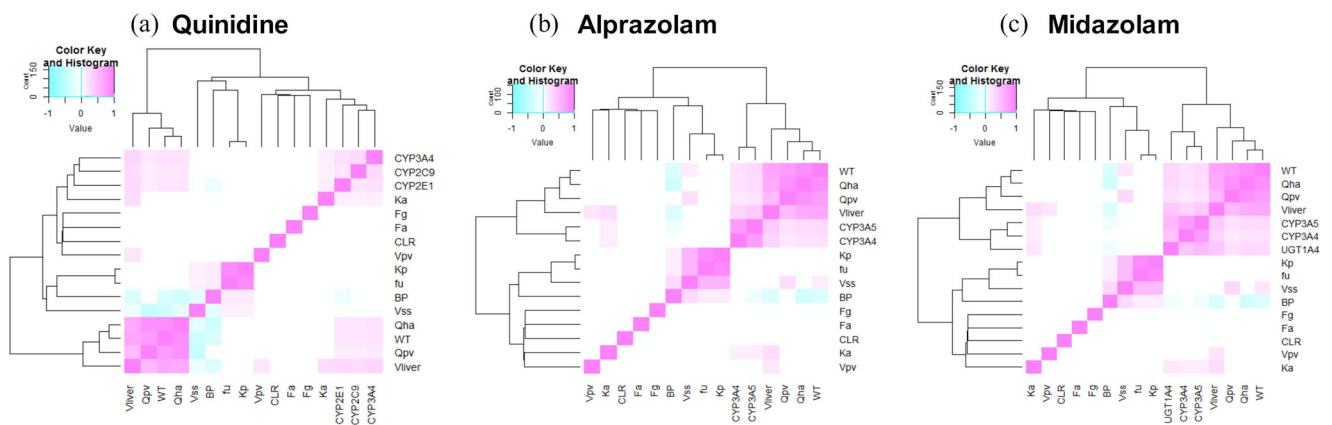 (a) Quinidine
Color Key
and Histogram
Count
0 150
-1 0 1
Value
CYP3A4
CYP2C9
CYP2E1
Ka
Fg
Fa
CLR
Vpv
Kp
fu
BP
Vss
Qha
WT
Qpv
Vliver
Vliver
Qpv
WT
Qha
Vss
BP
fu
Kp
Vpv
CLR
Fa
Fg
Ka
CYP2E1
CYP2C9
CYP3A4
(b) Alprazolam
Color Key
and Histogram
Count
0 100
-1 0 1
Value
WT
Qha
Qpv
Vliver
CYP3A5
CYP3A4
Kp
fu
Vss
BP
Fg
Fa
CLR
Ka
Vpv
Vpv
Ka
CLR
Fa
Fg
BP
Vss
fu
Kp
CYP3A4
CYP3A5
Vliver
Qpv
Qha
WT
(c) Midazolam
Color Key
and Histogram
Count
0 150
-1 0 1
Value
WT
Qha
Qpv
Vliver
CYP3A5
CYP3A4
UGT1A4
Kp
fu
Vss
BP
Fg
Fa
CLR
Vpv
Ka
Ka
Vpv
CLR
Fa
Fg
BP
Vss
fu
Kp
UGT1A4
CYP3A4
CYP3A5
Vliver
Qpv
Qha
WT